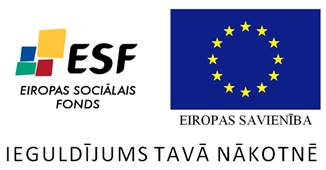 ESF
EIROPAS SOCIĀLAIS
FONDS
EIROPAS SAVIENĪBA
IEGULDĪJUMS TAVĀ NĀKOTNĒ